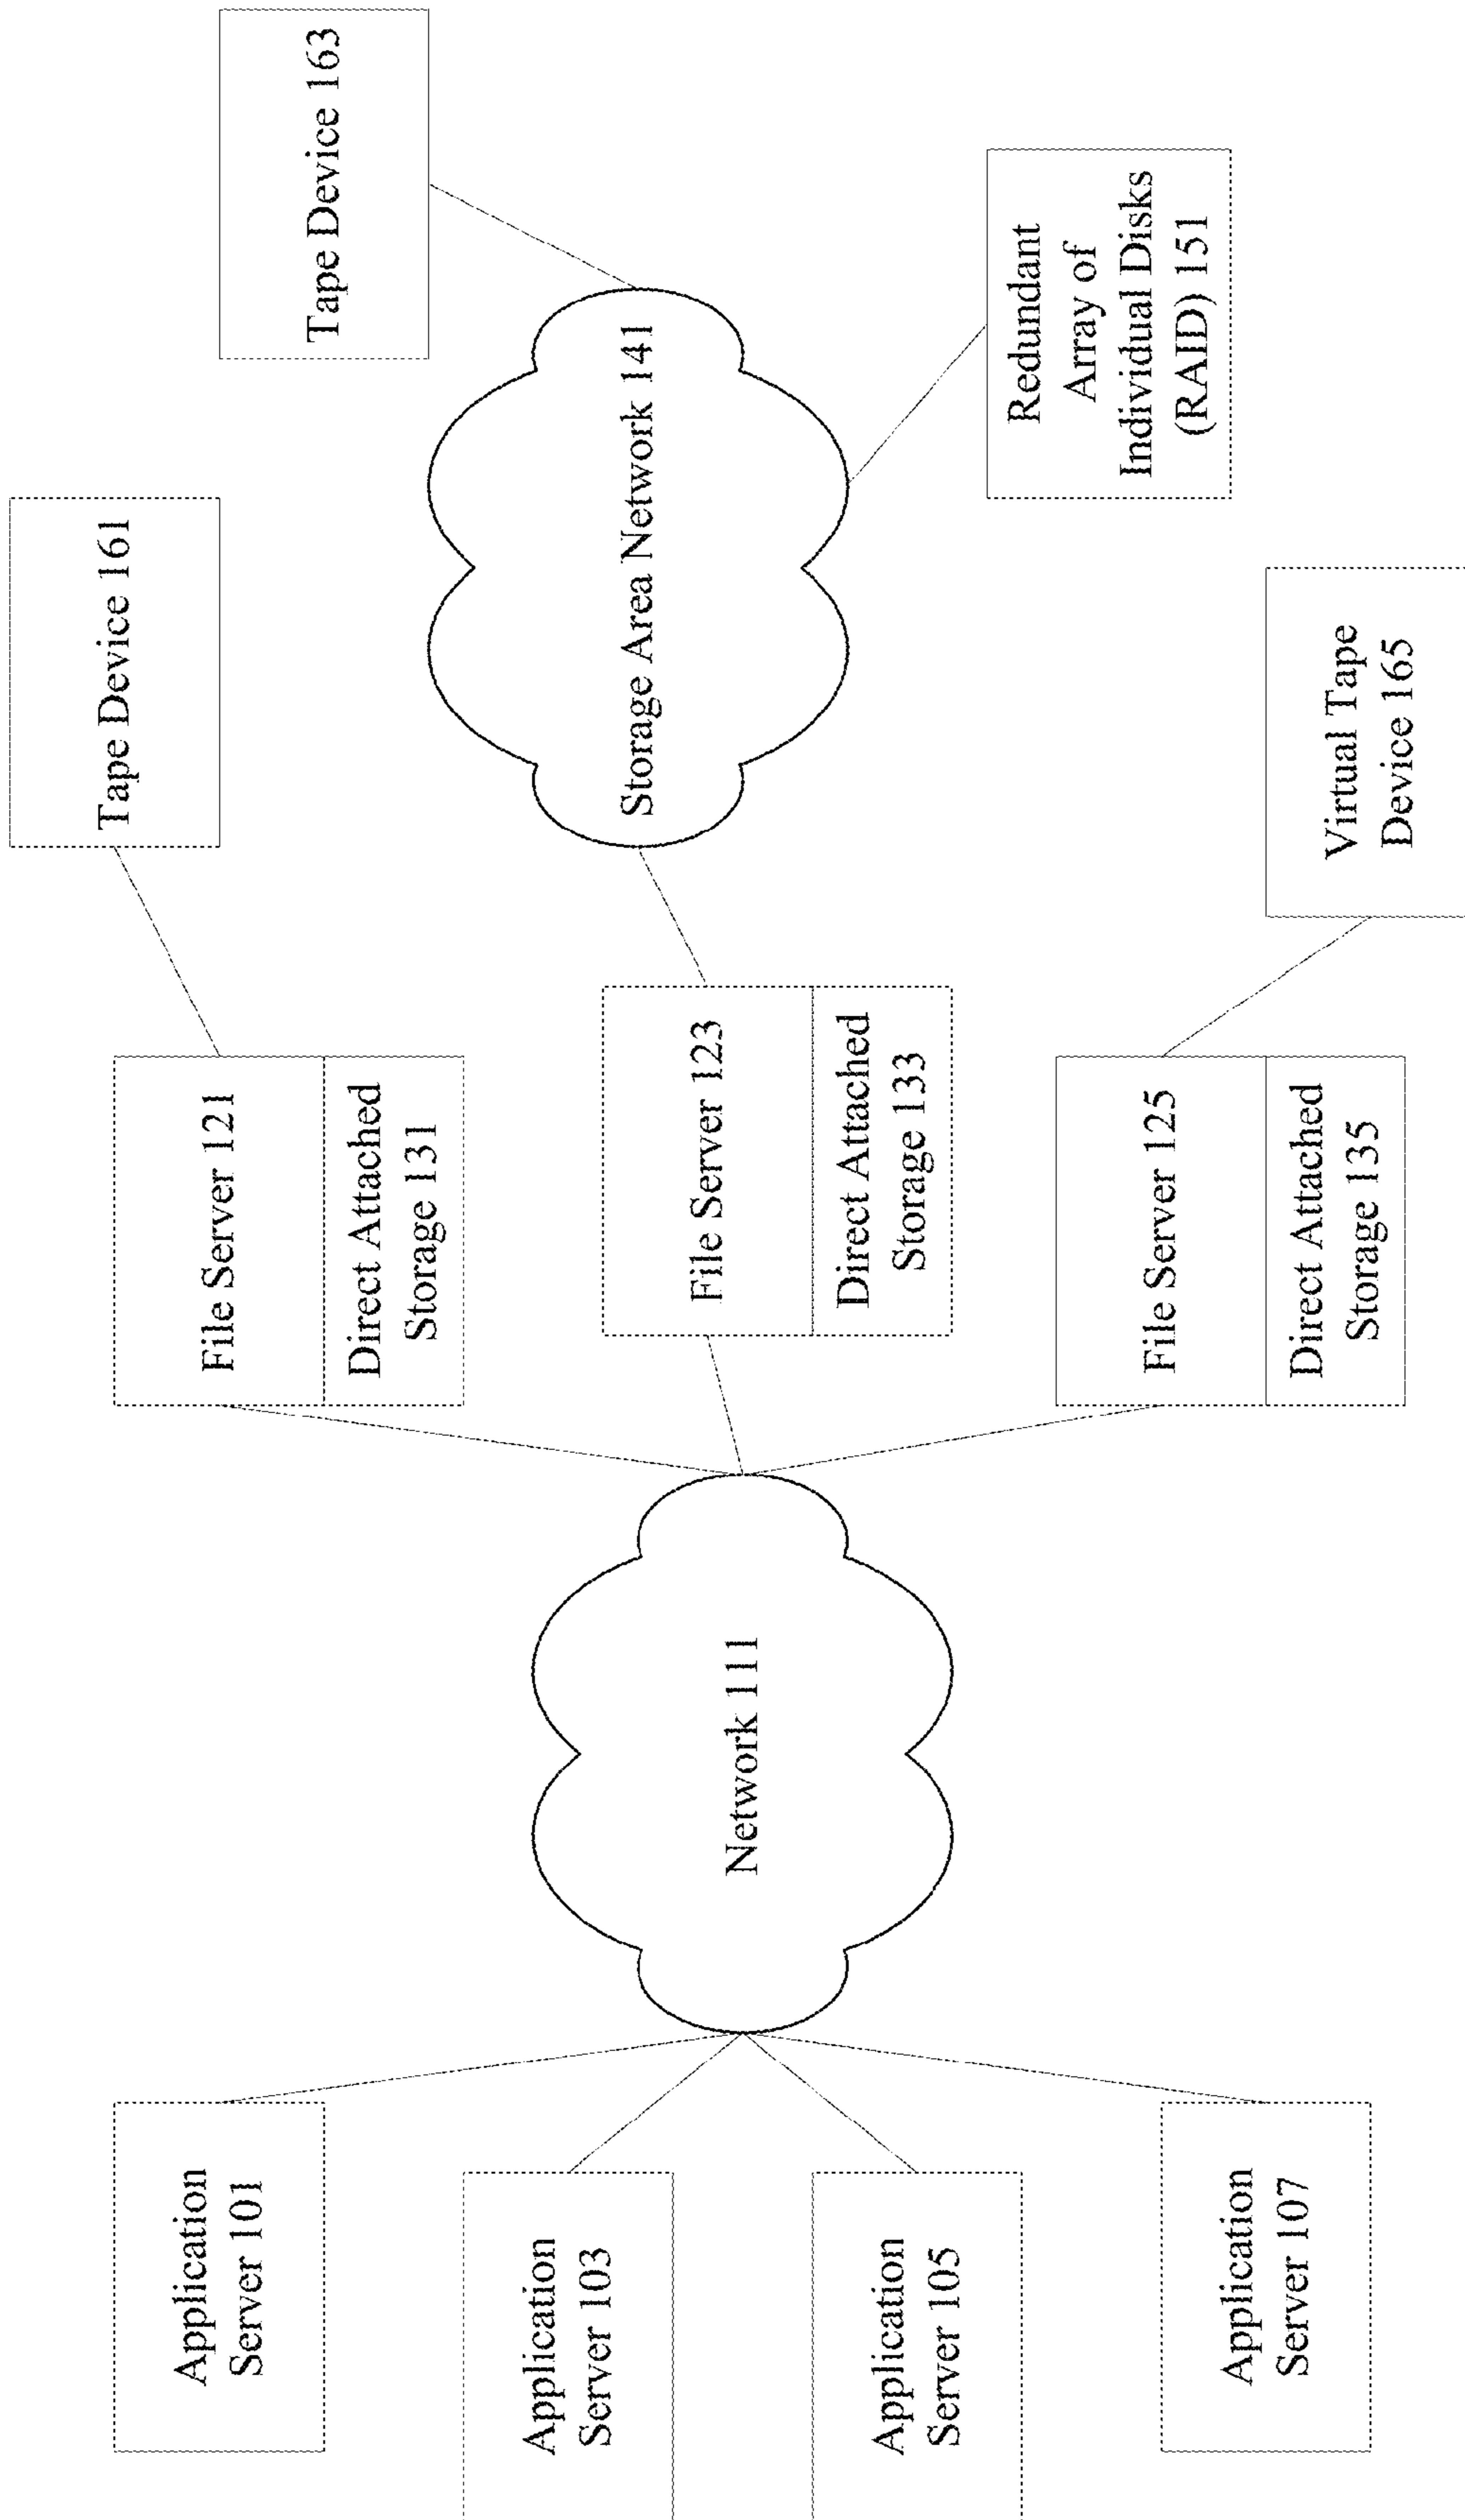 Application
Server 101
Application
Server 103
Application
Server 105
Application
Server 107
Network 111
File Server 121
Direct Attached
Storage 131
File Server 123
Direct Attached
Storage 133
File Server 125
Direct Attached
Storage 135
Tape Device 161
Storage Area Network 141
Virtual Tape
Device 165
Tape Device 163
Redundant
Array of
Individual Disks
(RAID) 151